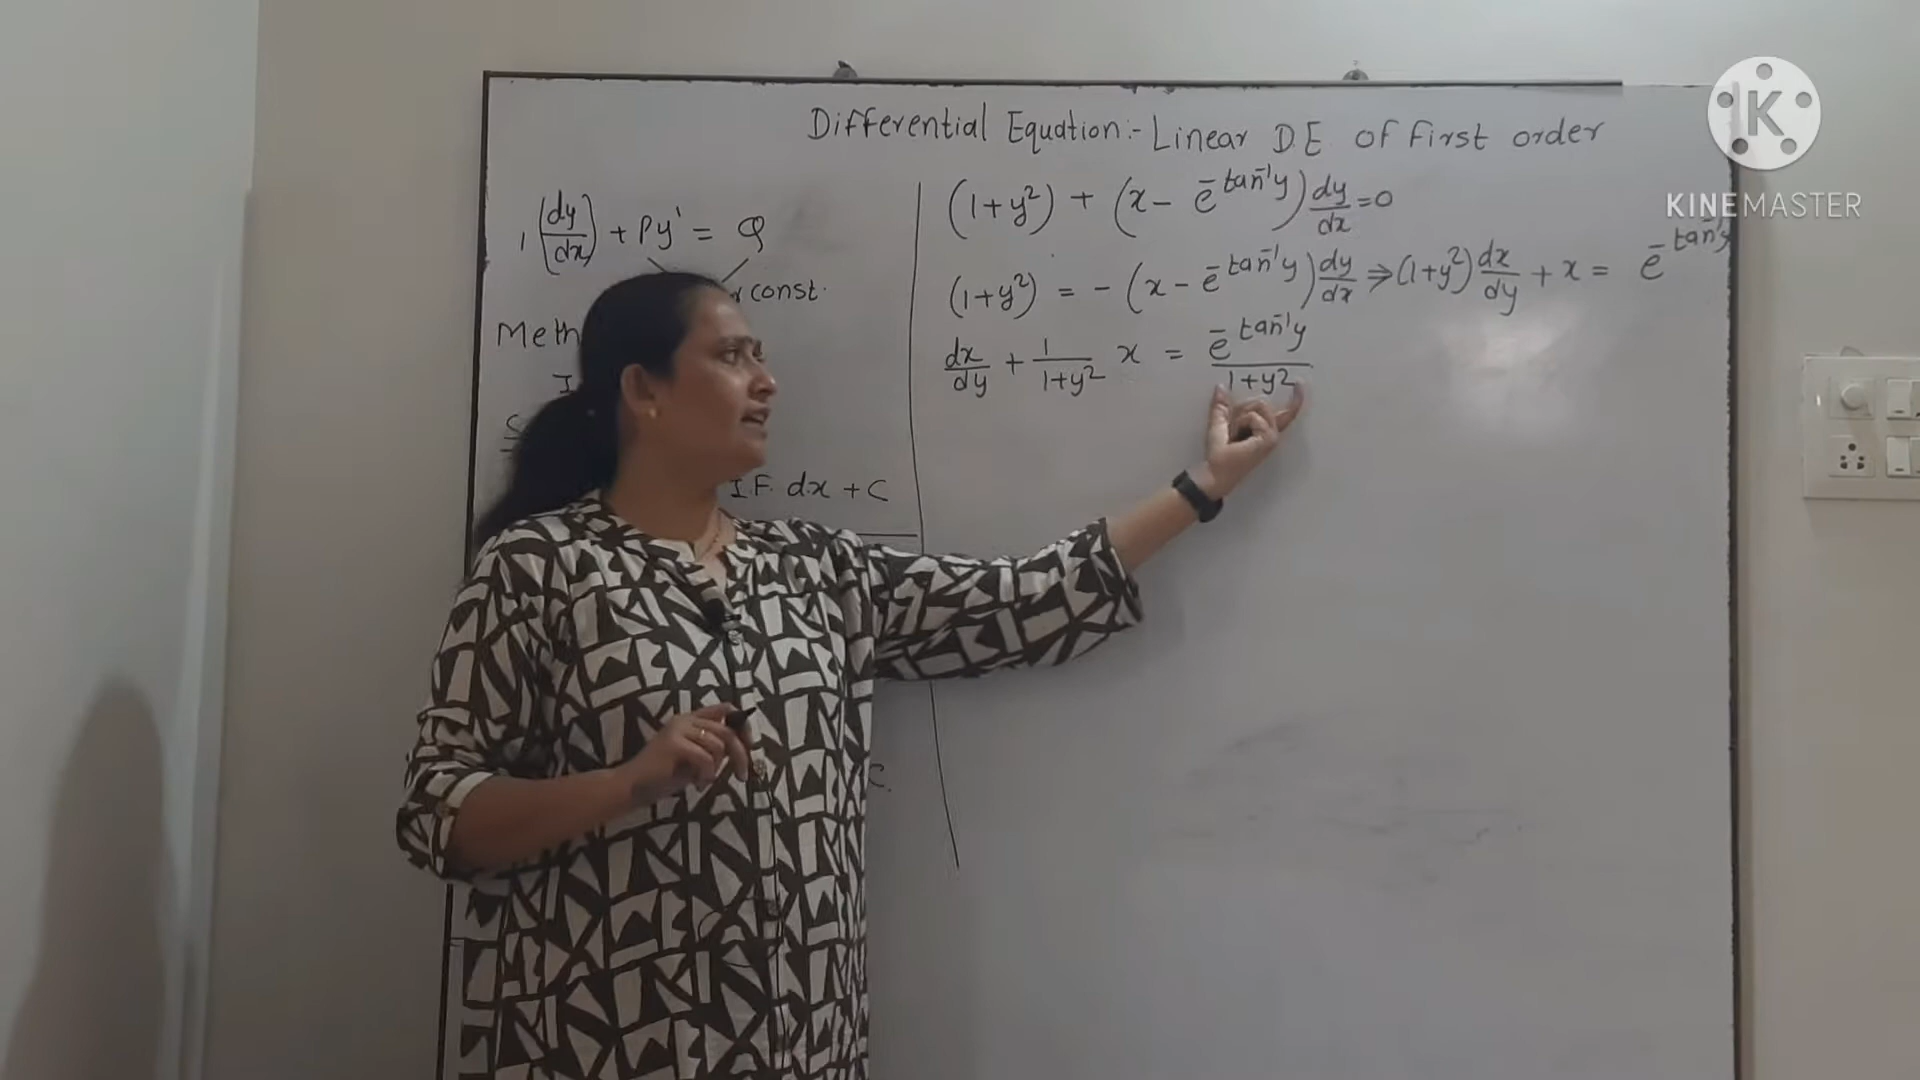 Differential Equation:- Linear D.E. of First order
1 (dy/dx) + Py¹ = Q
const.
Meth
I.F. dx + C
C.
(1+y²) + (x - e^-tan⁻¹y) dy/dx = 0
(1+y²) = - (x - e^-tan⁻¹y) dy/dx ⇒ (1+y²) dx/dy + x = e^-tan⁻¹y
dx/dy + 1/1+y² x = e^-tan⁻¹y/1+y²
K
KINEMASTER